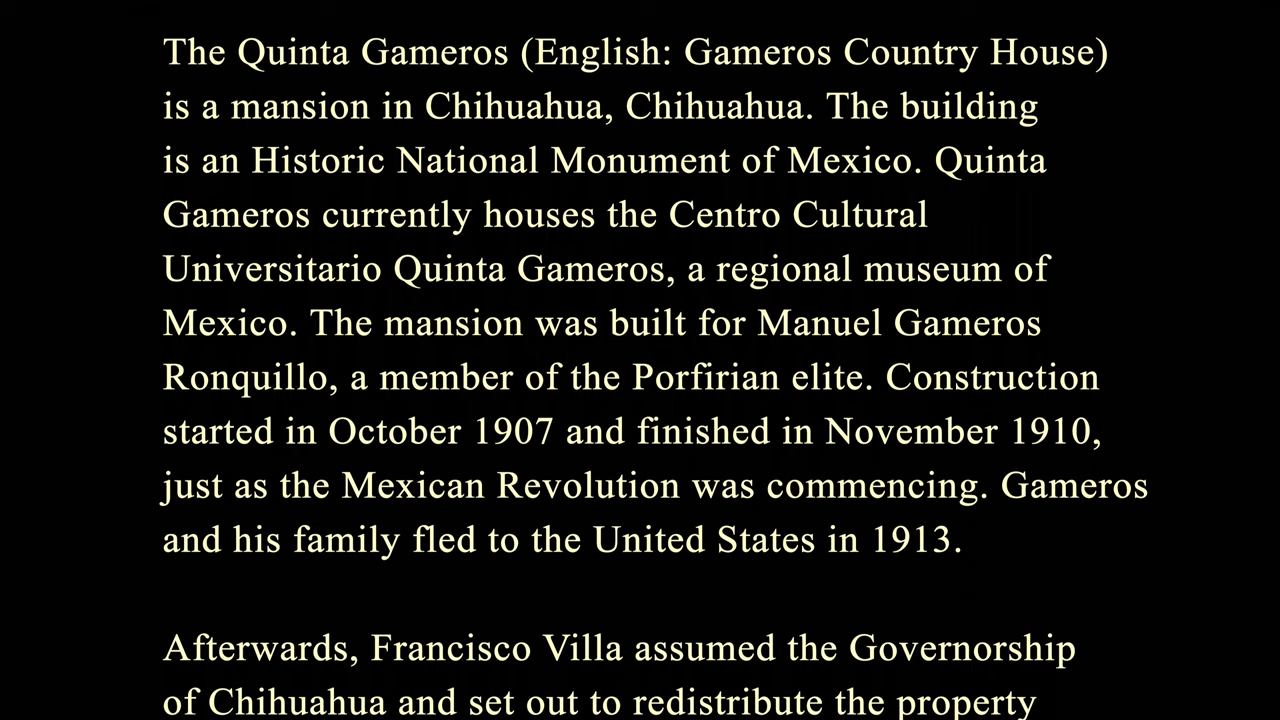 The Quinta Gameros (English: Gameros Country House)
is a mansion in Chihuahua, Chihuahua. The building
is an Historic National Monument of Mexico. Quinta
Gameros currently houses the Centro Cultural
Universitario Quinta Gameros, a regional museum of
Mexico. The mansion was built for Manuel Gameros
Ronquillo, a member of the Porfirian elite. Construction
started in October 1907 and finished in November 1910,
just as the Mexican Revolution was commencing. Gameros
and his family fled to the United States in 1913.
Afterwards, Francisco Villa assumed the Governorship
of Chihuahua and set out to redistribute the property